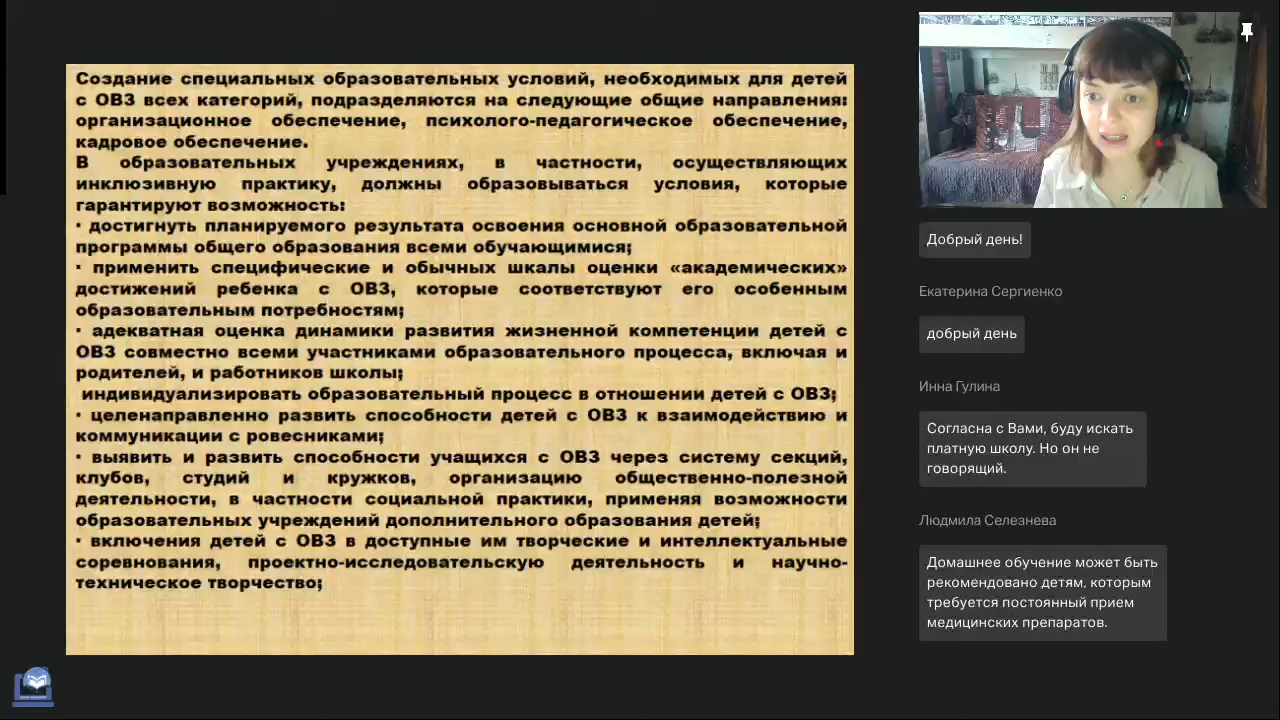 Создание специальных образовательных условий, необходимых для детей
с ОВЗ всех категорий, подразделяются на следующие общие направления:
организационное обеспечение, психолого-педагогическое обеспечение,
кадровое обеспечение.
В образовательных учреждениях, в частности, осуществляющих
инклюзивную практику, должны образовываться условия, которые
гарантируют возможность:
· достигнуть планируемого результата освоения основной образовательной
программы общего образования всеми обучающимися;
· применить специфические и обычных шкалы оценки «академических»
достижений ребенка с ОВЗ, которые соответствуют его особенным
образовательным потребностям;
· адекватная оценка динамики развития жизненной компетенции детей с
ОВЗ совместно всеми участниками образовательного процесса, включая и
родителей, и работников школы;
индивидуализировать образовательный процесс в отношении детей с ОВЗ;
· целенаправленно развить способности детей с ОВЗ к взаимодействию и
коммуникации с ровесниками;
· выявить и развить способности учащихся с ОВЗ через систему секций,
клубов, студий и кружков, организацию общественно-полезной
деятельности, в частности социальной практики, применяя возможности
образовательных учреждений дополнительного образования детей;
· включения детей с ОВЗ в доступные им творческие и интеллектуальные
соревнования, проектно-исследовательскую деятельность и научно-
техническое творчество;
Добрый день!
Екатерина Сергиенко
добрый день
Инна Гулина
Согласна с Вами, буду искать
платную школу. Но он не
говорящий.
Людмила Селезнева
Домашнее обучение может быть
рекомендовано детям, которым
требуется постоянный прием
медицинских препаратов.